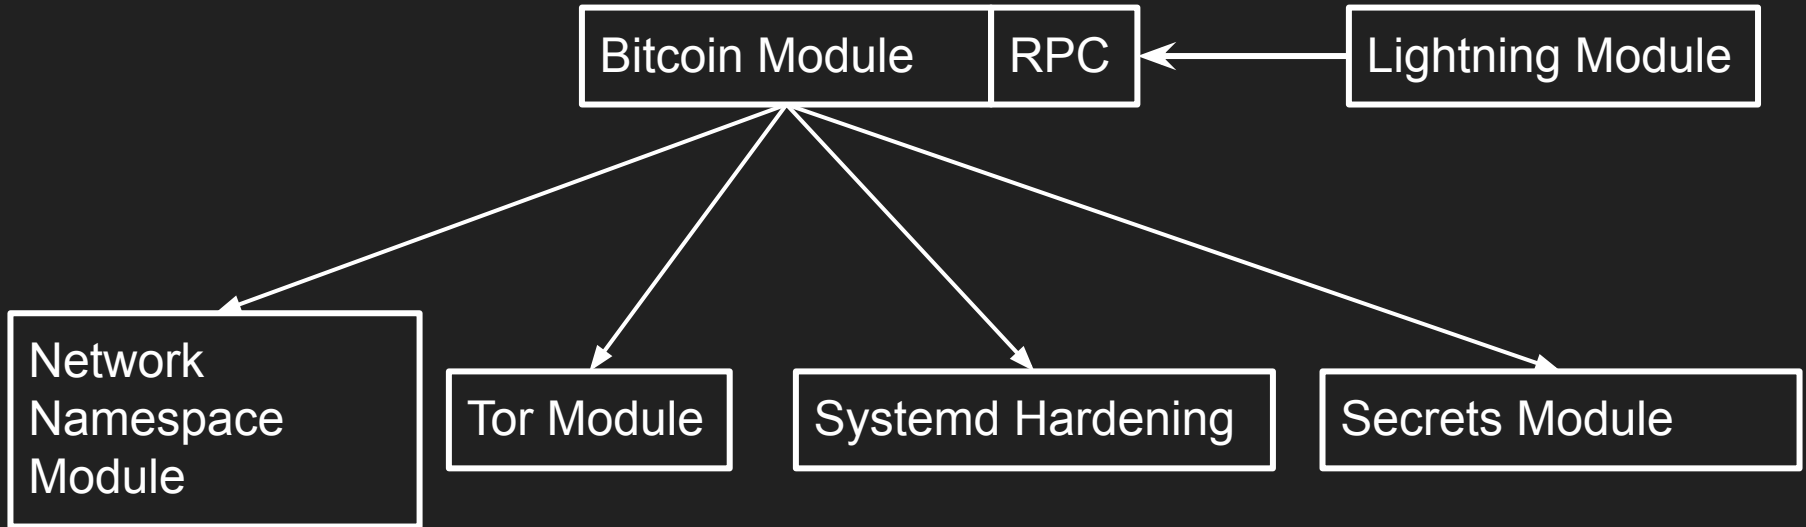 Bitcoin Module
RPC
Lightning Module
Network
Namespace
Module
Tor Module
Systemd Hardening
Secrets Module